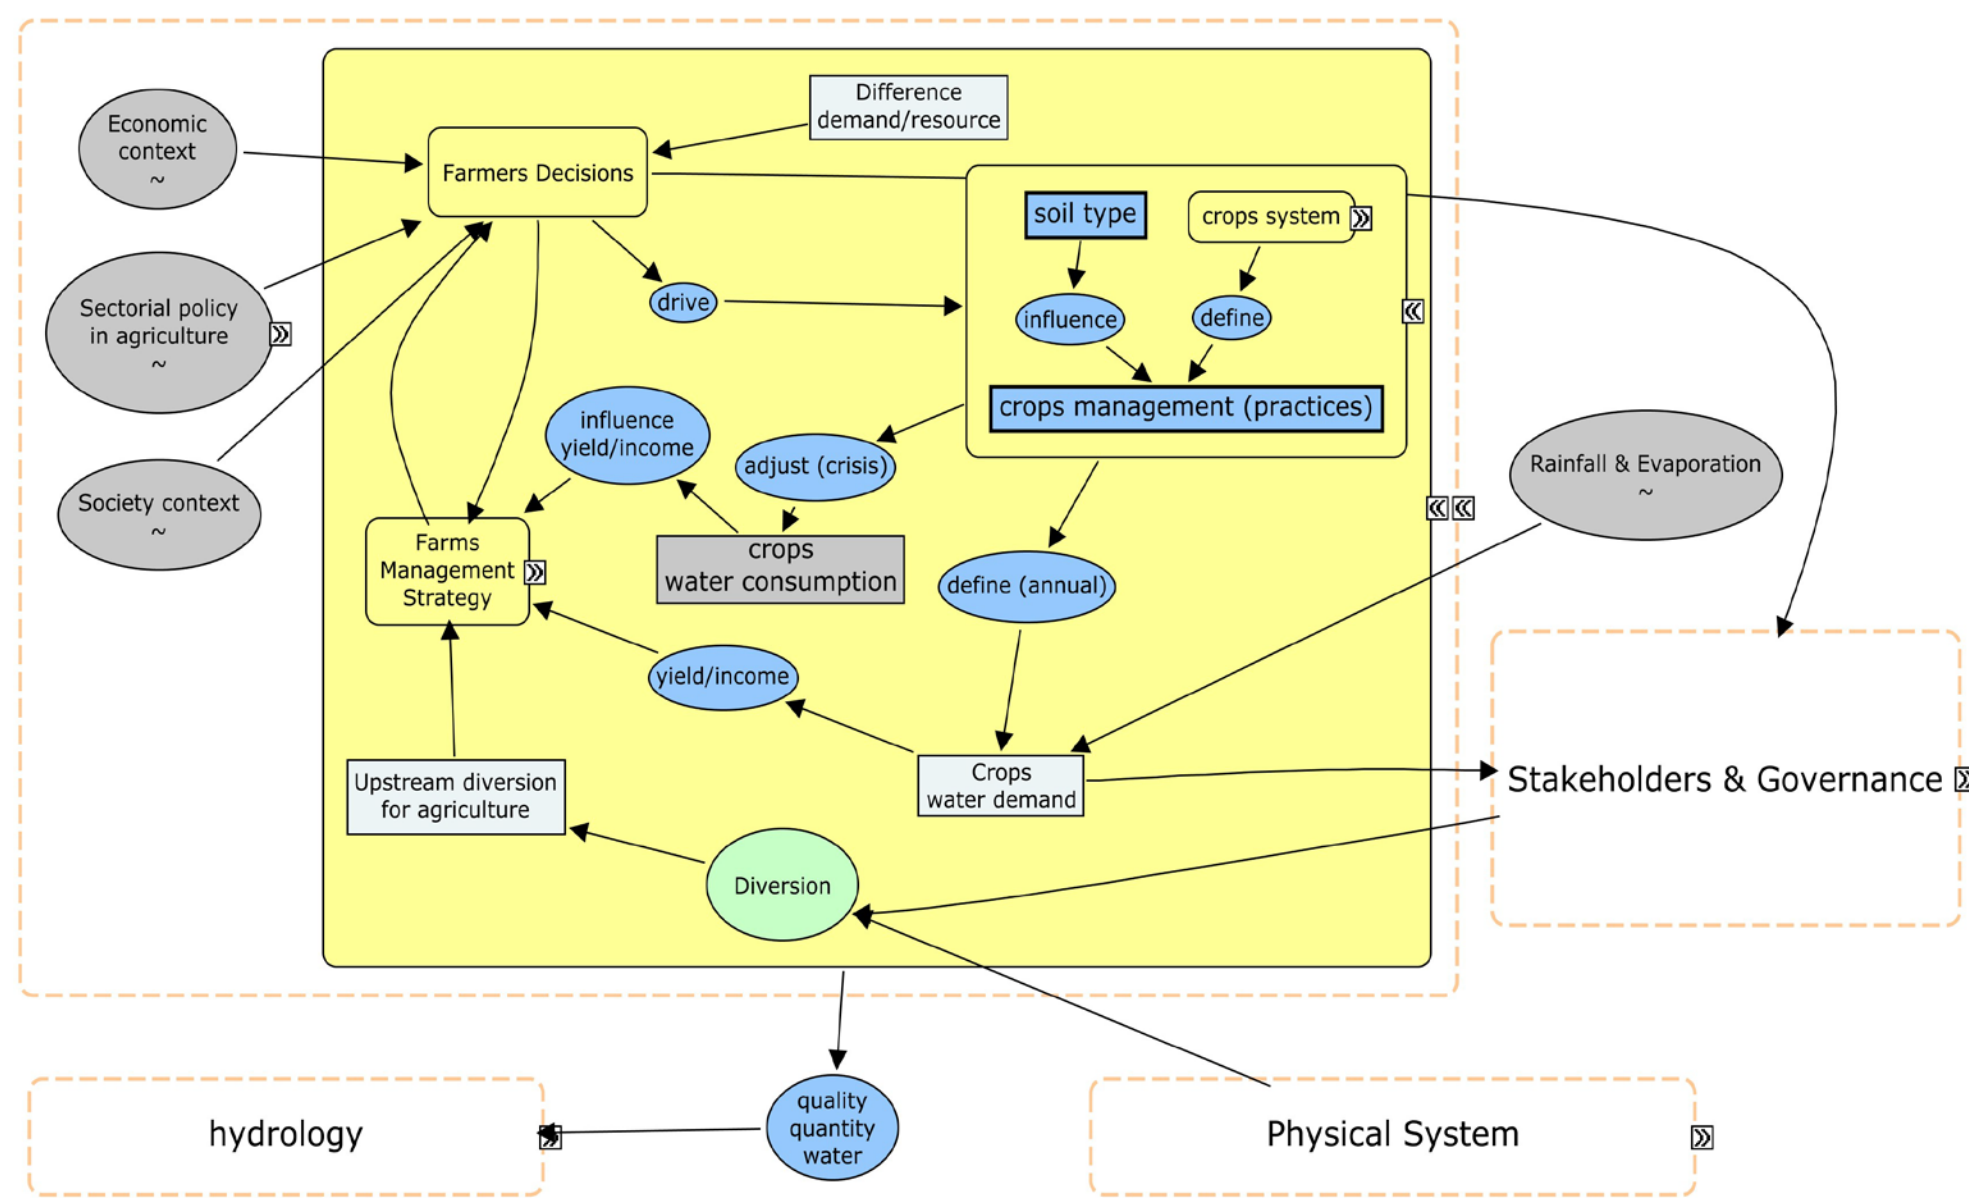 Economic
context
~
Difference
demand/resource
Farmers Decisions
soil type
crops system
Sectorial policy
in agriculture
~
drive
influence
define
crops management (practices)
influence
yield/income
adjust (crisis)
Rainfall & Evaporation
~
Society context
~
Farms
Management
Strategy
crops
water consumption
define (annual)
yield/income
Upstream diversion
for agriculture
Crops
water demand
Stakeholders & Governance
Diversion
quality
quantity
water
hydrology
Physical System